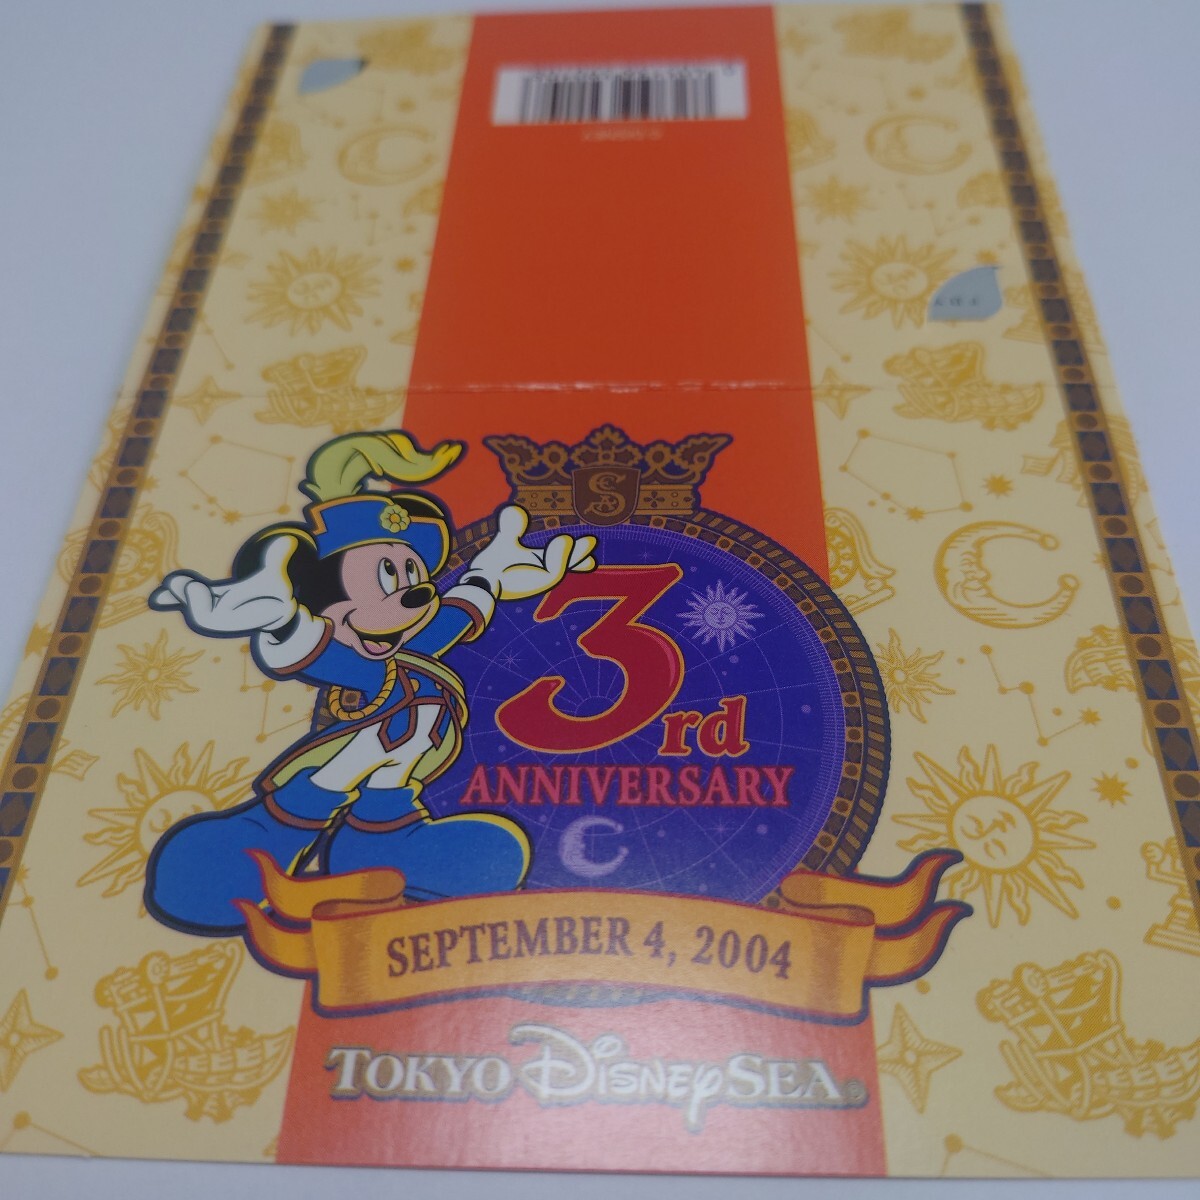 S
3rd
ANNIVERSARY
SEPTEMBER 4, 2004
TOKYO DISNEYSEA®